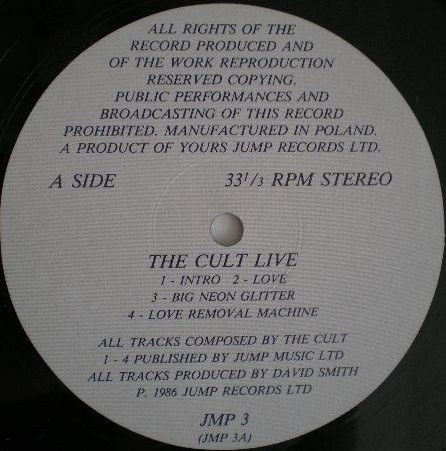 ALL RIGHTS OF THE
RECORD PRODUCED AND
OF THE WORK REPRODUCTION
RESERVED COPYING.
PUBLIC PERFORMANCES AND
BROADCASTING OF THIS RECORD
PROHIBITED. MANUFACTURED IN POLAND.
A PRODUCT OF YOURS JUMP RECORDS LTD.
A SIDE 33 1/3 RPM STEREO
THE CULT LIVE
1 - INTRO 2 - LOVE
3 - BIG NEON GLITTER
4 - LOVE REMOVAL MACHINE
ALL TRACKS COMPOSED BY THE CULT
1 - 4 PUBLISHED BY JUMP MUSIC LTD
ALL TRACKS PRODUCED BY DAVID SMITH
P. 1986 JUMP RECORDS LTD
JMP 3
(JMP 3A)